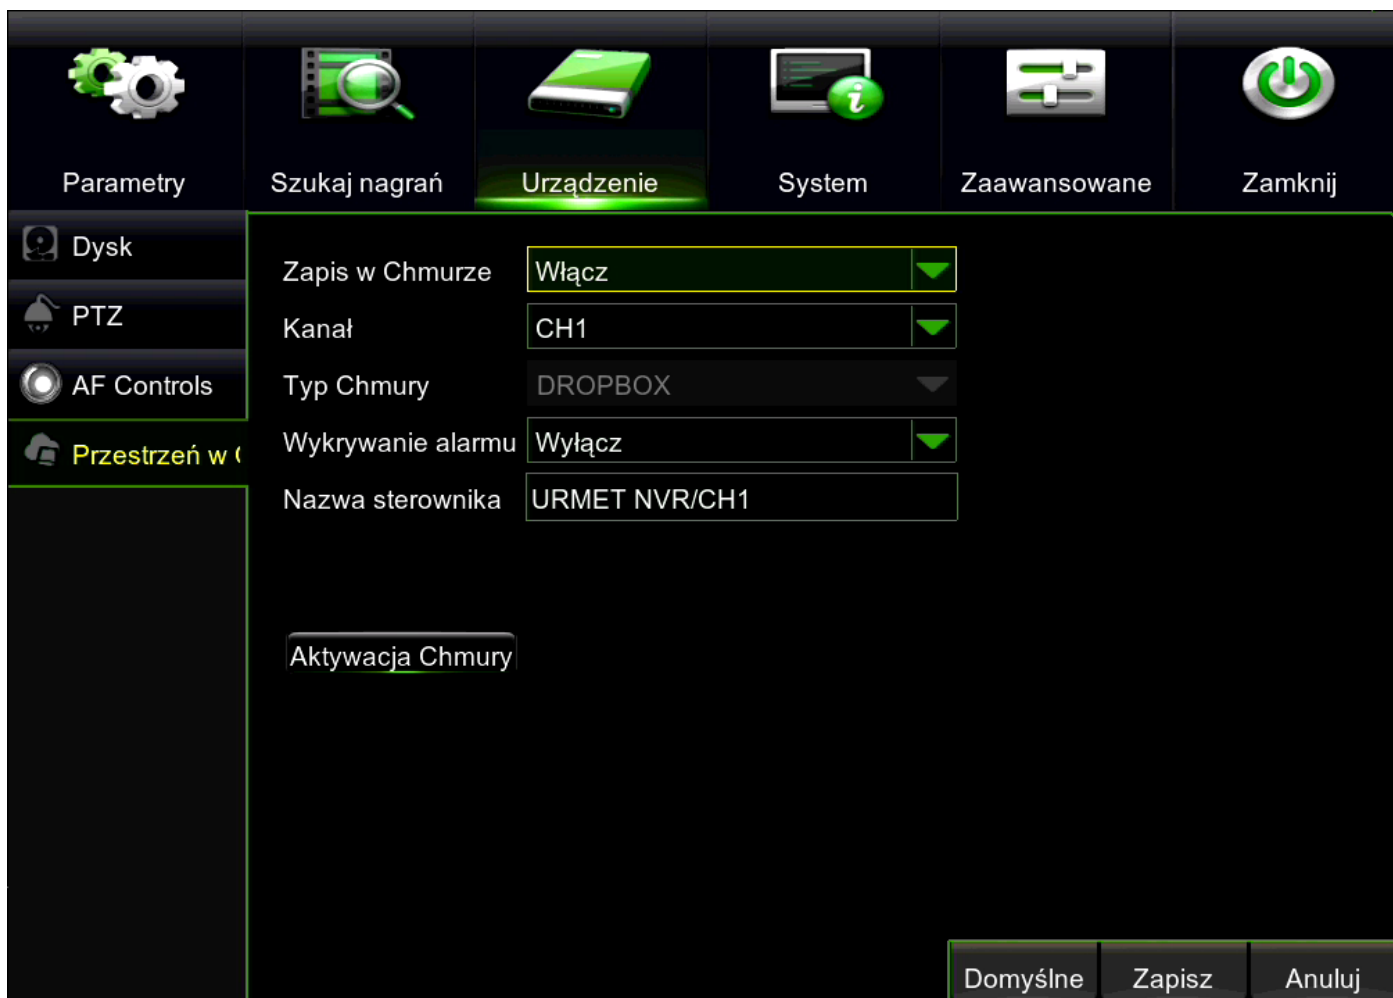 Parametry Szukaj nagrań Urządzenie System Zaawansowane Zamknij
Dysk
PTZ
AF Controls
Przestrzeń w
Zapis w Chmurze Włącz
Kanał CH1
Typ Chmury DROPBOX
Wykrywanie alarmu Wyłącz
Nazwa sterownika URMET NVR/CH1
Aktywacja Chmury
Domyślne Zapisz Anuluj